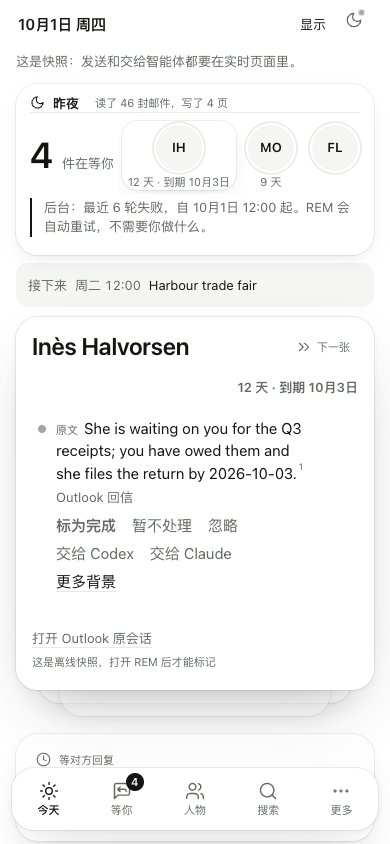 10月1日 周四
显示
这是快照：发送和交给智能体都要在实时页面里。
昨夜 读了 46 封邮件，写了 4 页
4 件在等你
IH
MO
FL
12 天 · 到期 10月3日
9 天
后台：最近 6 轮失败，自 10月1日 12:00 起。REM 会
自动重试，不需要你做什么。
接下来 周二 12:00 Harbour trade fair
Inès Halvorsen
下一张
12 天 · 到期 10月3日
原文 She is waiting on you for the Q3
receipts; you have owed them and
she files the return by 2026-10-03. 1
Outlook 回信
标为完成 暂不处理 忽略
交给 Codex 交给 Claude
更多背景
打开 Outlook 原会话
这是离线快照，打开 REM 后才能标记
等对方回复
4
今天
等你
人物
搜索
更多